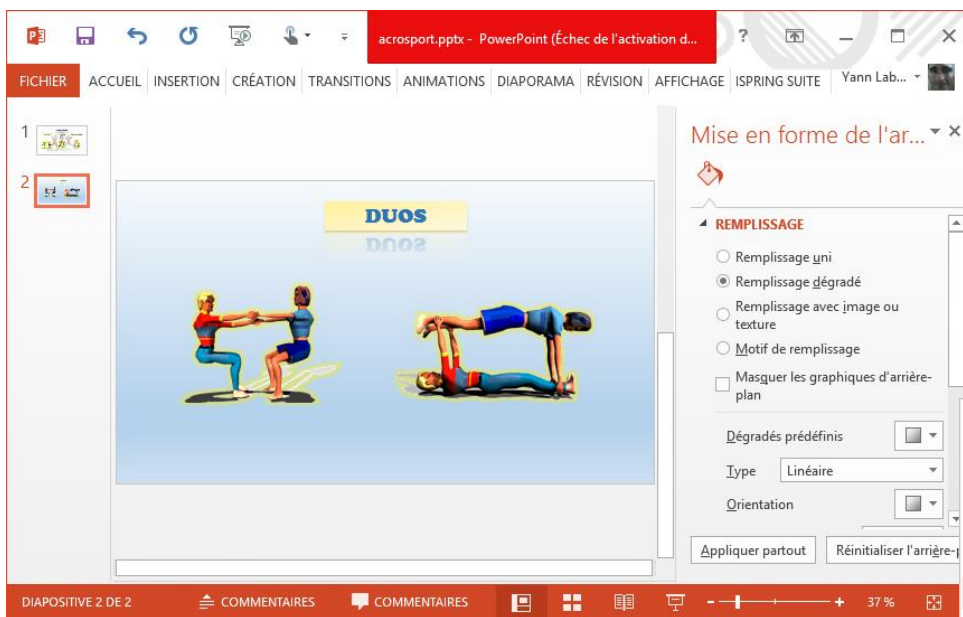 acrosport.pptx - PowerPoint (Échec de l'activation d...
?
FICHIER ACCUEIL INSERTION CRÉATION TRANSITIONS ANIMATIONS DIAPORAMA RÉVISION AFFICHAGE ISPRING SUITE Yann Lab...
1
2
DUOS
Mise en forme de l'ar...
REMPLISSAGE
Remplissage uni
Remplissage dégradé
Remplissage avec image ou
texture
Motif de remplissage
Masquer les graphiques d'arrière-
plan
Dégradés prédéfinis
Type Linéaire
Orientation
Appliquer partout Réinitialiser l'arrière-p
DIAPOSITIVE 2 DE 2 COMMENTAIRES COMMENTAIRES 37 %